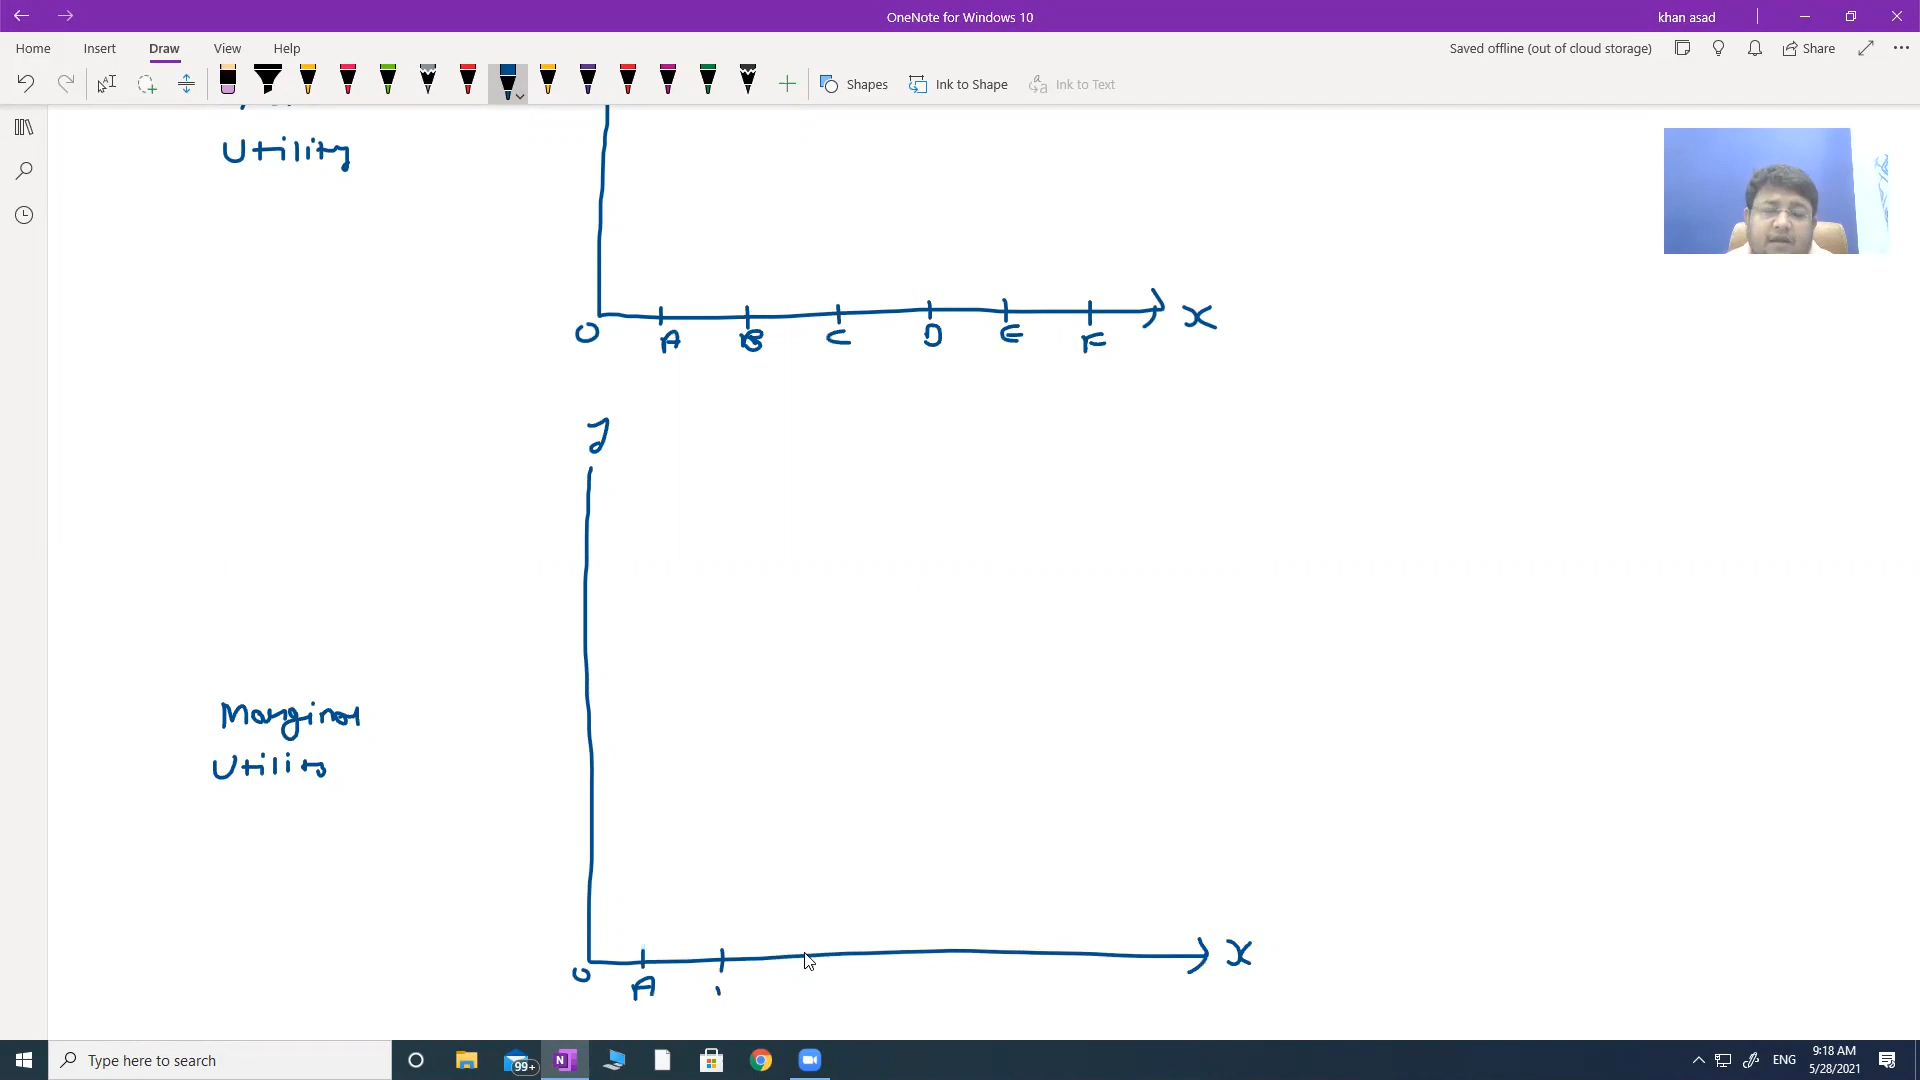 OneNote for Windows 10
khan asad
Home Insert Draw View Help
Saved offline (out of cloud storage)
Share
Shapes
Ink to Shape
Ink to Text
Utility
O A B C D E F x
y
Marginal
Utility
O A x
Type here to search
99+
N
ENG
9:18 AM
5/28/2021